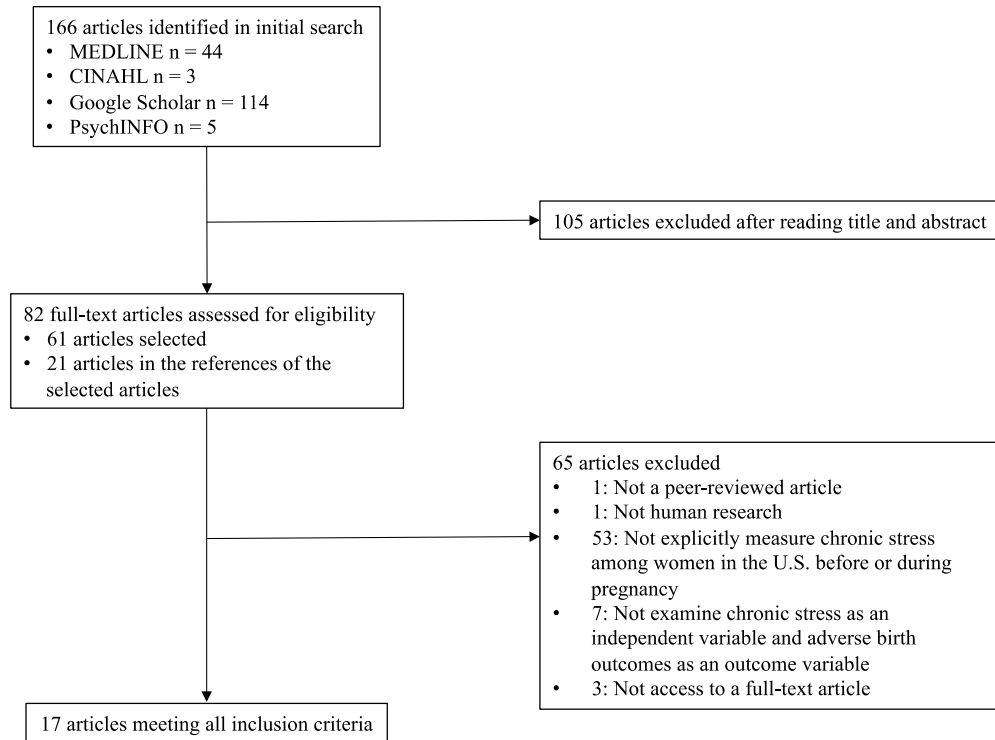 166 articles identified in initial search
• MEDLINE n = 44
• CINAHL n = 3
• Google Scholar n = 114
• PsychINFO n = 5
105 articles excluded after reading title and abstract
82 full-text articles assessed for eligibility
• 61 articles selected
• 21 articles in the references of the
selected articles
65 articles excluded
• 1: Not a peer-reviewed article
• 1: Not human research
• 53: Not explicitly measure chronic stress
among women in the U.S. before or during
pregnancy
• 7: Not examine chronic stress as an
independent variable and adverse birth
outcomes as an outcome variable
• 3: Not access to a full-text article
17 articles meeting all inclusion criteria